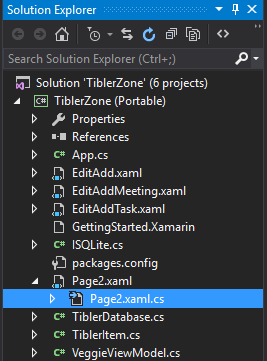 Solution Explorer
Search Solution Explorer (Ctrl+;)
Solution 'TiblerZone' (6 projects)
C# TiblerZone (Portable)
Properties
References
C# App.cs
EditAdd.xaml
EditAddMeeting.xaml
EditAddTask.xaml
GettingStarted.Xamarin
C# ISQLite.cs
packages.config
Page2.xaml
Page2.xaml.cs
C# TiblerDatabase.cs
C# TiblerItem.cs
C# VeggieViewModel.cs